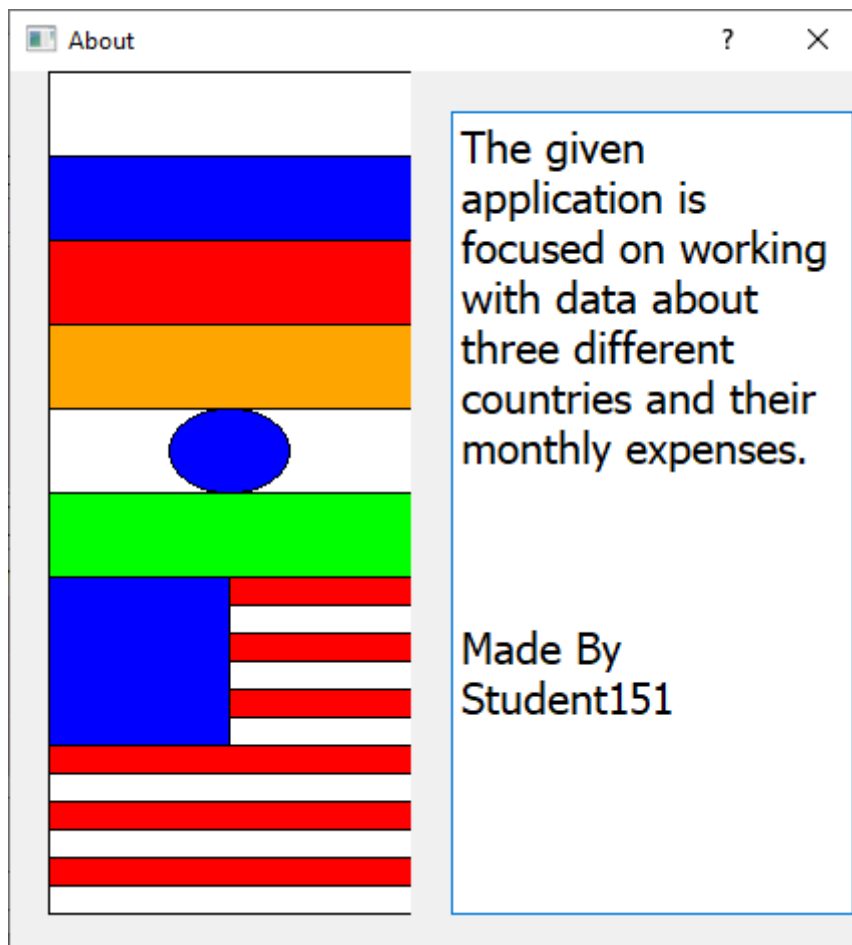 About
?
The given
application is
focused on working
with data about
three different
countries and their
monthly expenses.
Made By
Student151